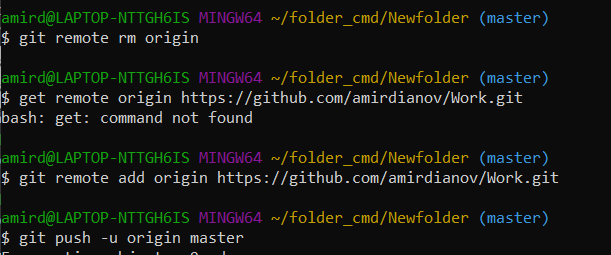 amird@LAPTOP-NTTGH6IS MINGW64 ~/folder_cmd/Newfolder (master)
$ git remote rm origin
amird@LAPTOP-NTTGH6IS MINGW64 ~/folder_cmd/Newfolder (master)
$ get remote origin https://github.com/amirdianov/Work.git
bash: get: command not found
amird@LAPTOP-NTTGH6IS MINGW64 ~/folder_cmd/Newfolder (master)
$ git remote add origin https://github.com/amirdianov/Work.git
amird@LAPTOP-NTTGH6IS MINGW64 ~/folder_cmd/Newfolder (master)
$ git push -u origin master